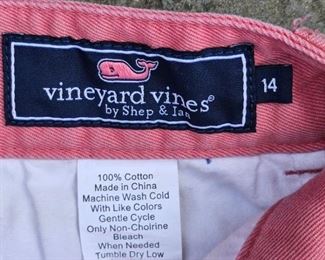 vineyard vines®
by Shep & Ian
14
100% Cotton
Made in China
Machine Wash Cold
With Like Colors
Gentle Cycle
Only Non-Choirine
Bleach
When Needed
Tumble Dry Low